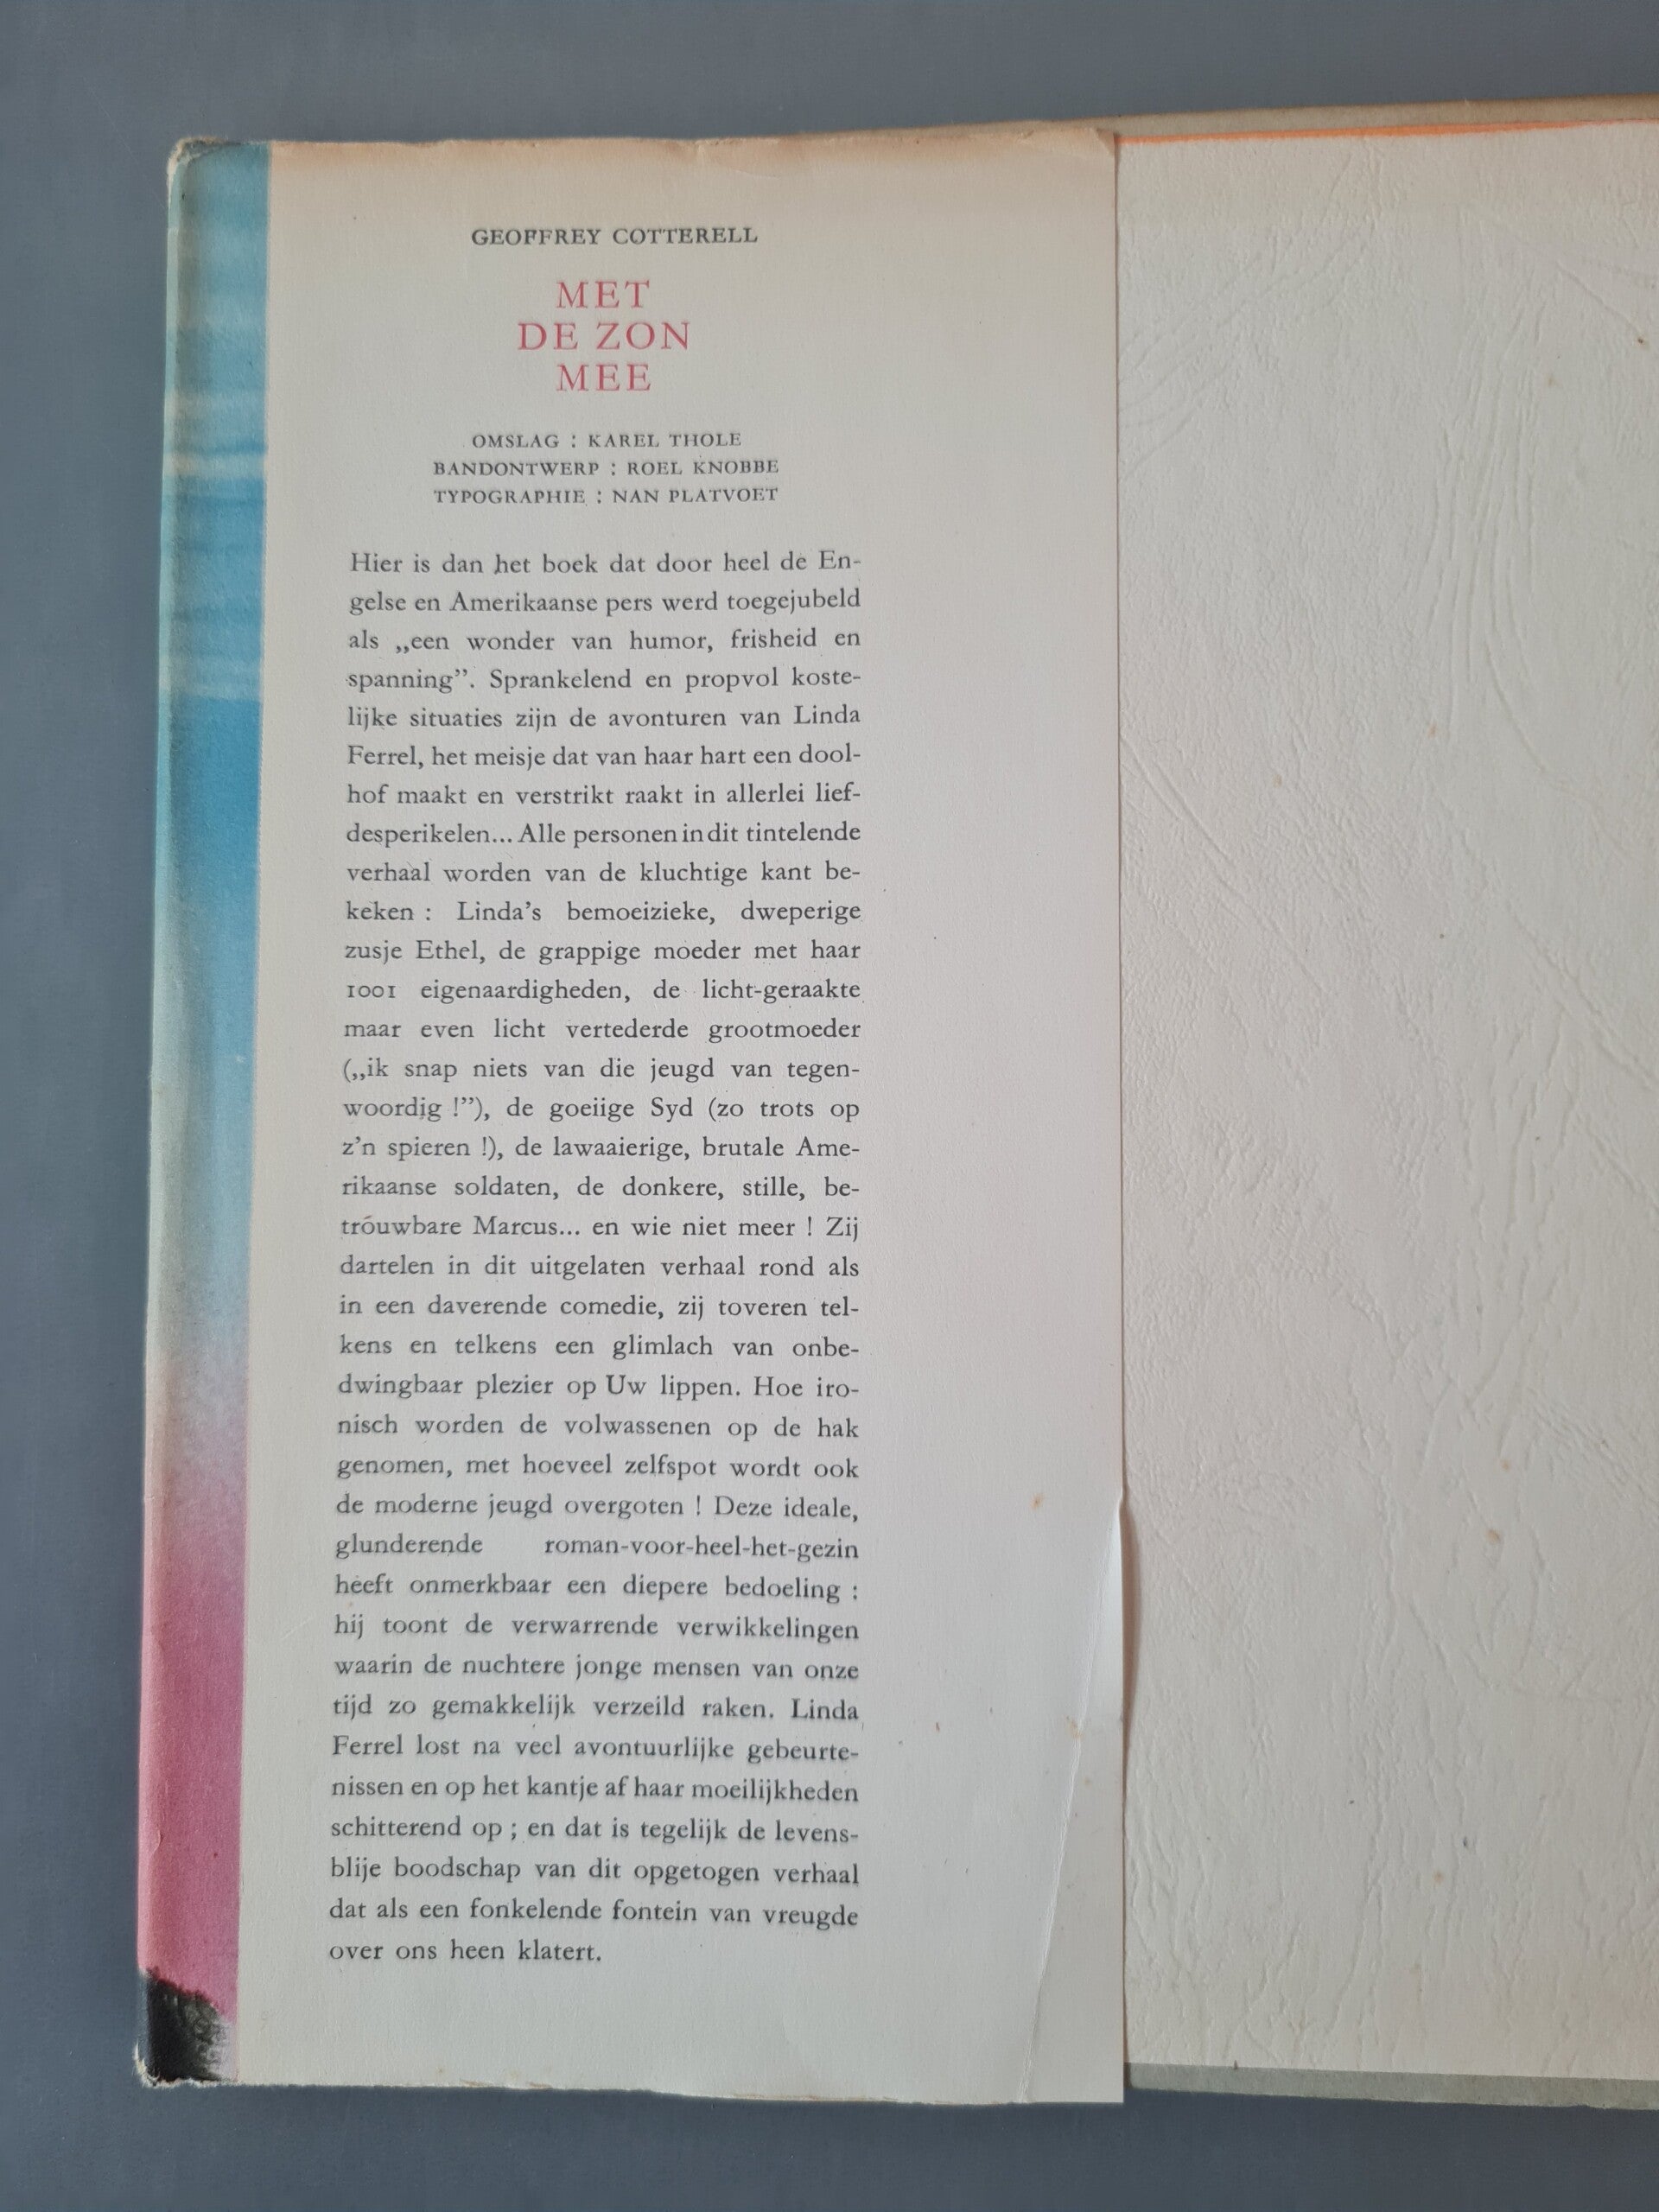 GEOFFREY COTTERELL
MET
DE ZON
MEE
OMSLAG : KAREL THOLE
BANDONTWERP : ROEL KNOBBE
TYPOGRAPHIE : NAN PLATVOET
Hier is dan het boek dat door heel de En-
gelse en Amerikaanse pers werd toegejubeld
als „een wonder van humor, frisheid en
spanning”. Sprankelend en propvol koste-
lijke situaties zijn de avonturen van Linda
Ferrel, het meisje dat van haar hart een dool-
hof maakt en verstrikt raakt in allerlei lief-
desperikelen... Alle personen in dit tintelende
verhaal worden van de kluchtige kant be-
keken : Linda’s bemoeizieke, dweperige
zusje Ethel, de grappige moeder met haar
1001 eigenaardigheden, de licht-geraakte
maar even licht vertederde grootmoeder
(„ik snap niets van die jeugd van tegen-
woordig !”), de goeiige Syd (zo trots op
z’n spieren !), de lawaaierige, brutale Ame-
rikaanse soldaten, de donkere, stille, be-
tróuwbare Marcus... en wie niet meer ! Zij
dartelen in dit uitgelaten verhaal rond als
in een daverende comedie, zij toveren tel-
kens en telkens een glimlach van onbe-
dwingbaar plezier op Uw lippen. Hoe iro-
nisch worden de volwassenen op de hak
genomen, met hoeveel zelfspot wordt ook
de moderne jeugd overgoten ! Deze ideale,
glunderende roman-voor-heel-het-gezin
heeft onmerkbaar een diepere bedoeling :
hij toont de verwarrende verwikkelingen
waarin de nuchtere jonge mensen van onze
tijd zo gemakkelijk verzeild raken. Linda
Ferrel lost na veel avontuurlijke gebeurte-
nissen en op het kantje af haar moeilijkheden
schitterend op ; en dat is tegelijk de levens-
blije boodschap van dit opgetogen verhaal
dat als een fonkelende fontein van vreugde
over ons heen klatert.